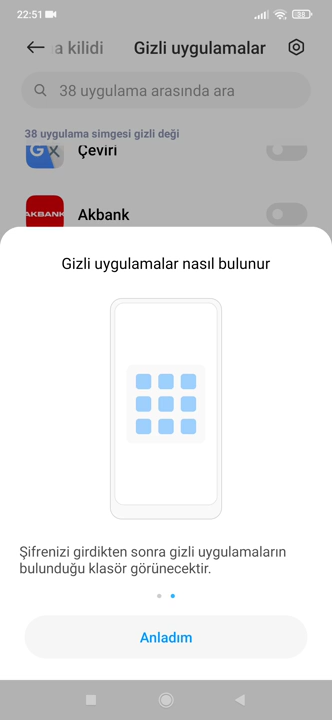 22:51
38
a kilidi
Gizli uygulamalar
38 uygulama arasında ara
38 uygulama simgesi gizli deği
Çeviri
AKBANK
Akbank
Gizli uygulamalar nasıl bulunur
Şifrenizi girdikten sonra gizli uygulamaların
bulunduğu klasör görünecektir.
Anladım